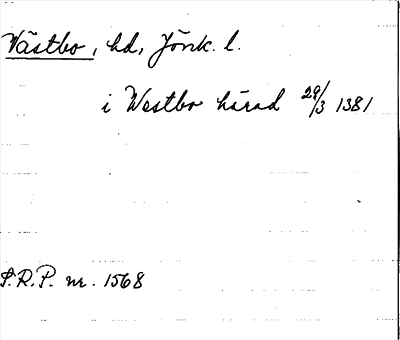 Västbo, hd, Jönk. l.
i Westbo härad 29/3 1381
S.R.P. nr. 1568